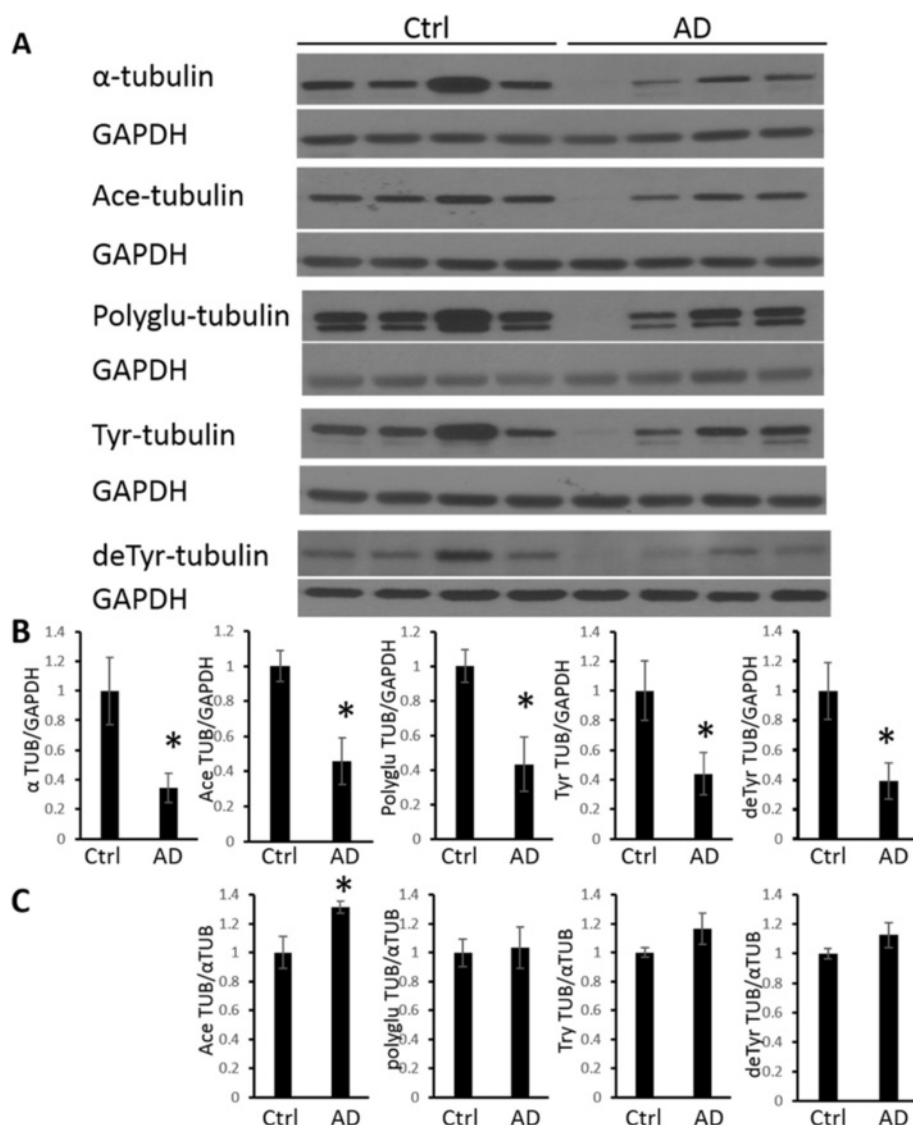 A
Ctrl AD
α-tubulin
GAPDH
Ace-tubulin
GAPDH
Polyglu-tubulin
GAPDH
Tyr-tubulin
GAPDH
deTyr-tubulin
GAPDH
B
α TUB/GAPDH
1.4
1.2
1
0.8
0.6
0.4
0.2
0
*
Ctrl AD
Ace TUB/GAPDH
1.2
1
0.8
0.6
0.4
0.2
0
*
Ctrl AD
Polyglu TUB/GAPDH
1.2
1
0.8
0.6
0.4
0.2
0
*
Ctrl AD
Tyr TUB/GAPDH
1.4
1.2
1
0.8
0.6
0.4
0.2
0
*
Ctrl AD
deTyr TUB/GAPDH
1.4
1.2
1
0.8
0.6
0.4
0.2
0
*
Ctrl AD
C
Ace TUB/αTUB
1.4
1.2
1
0.8
0.6
0.4
0.2
0
*
Ctrl AD
polyglu TUB/αTUB
1.4
1.2
1
0.8
0.6
0.4
0.2
0
Ctrl AD
Try TUB/αTUB
1.4
1.2
1
0.8
0.6
0.4
0.2
0
Ctrl AD
deTyr TUB/αTUB
1.4
1.2
1
0.8
0.6
0.4
0.2
0
Ctrl AD